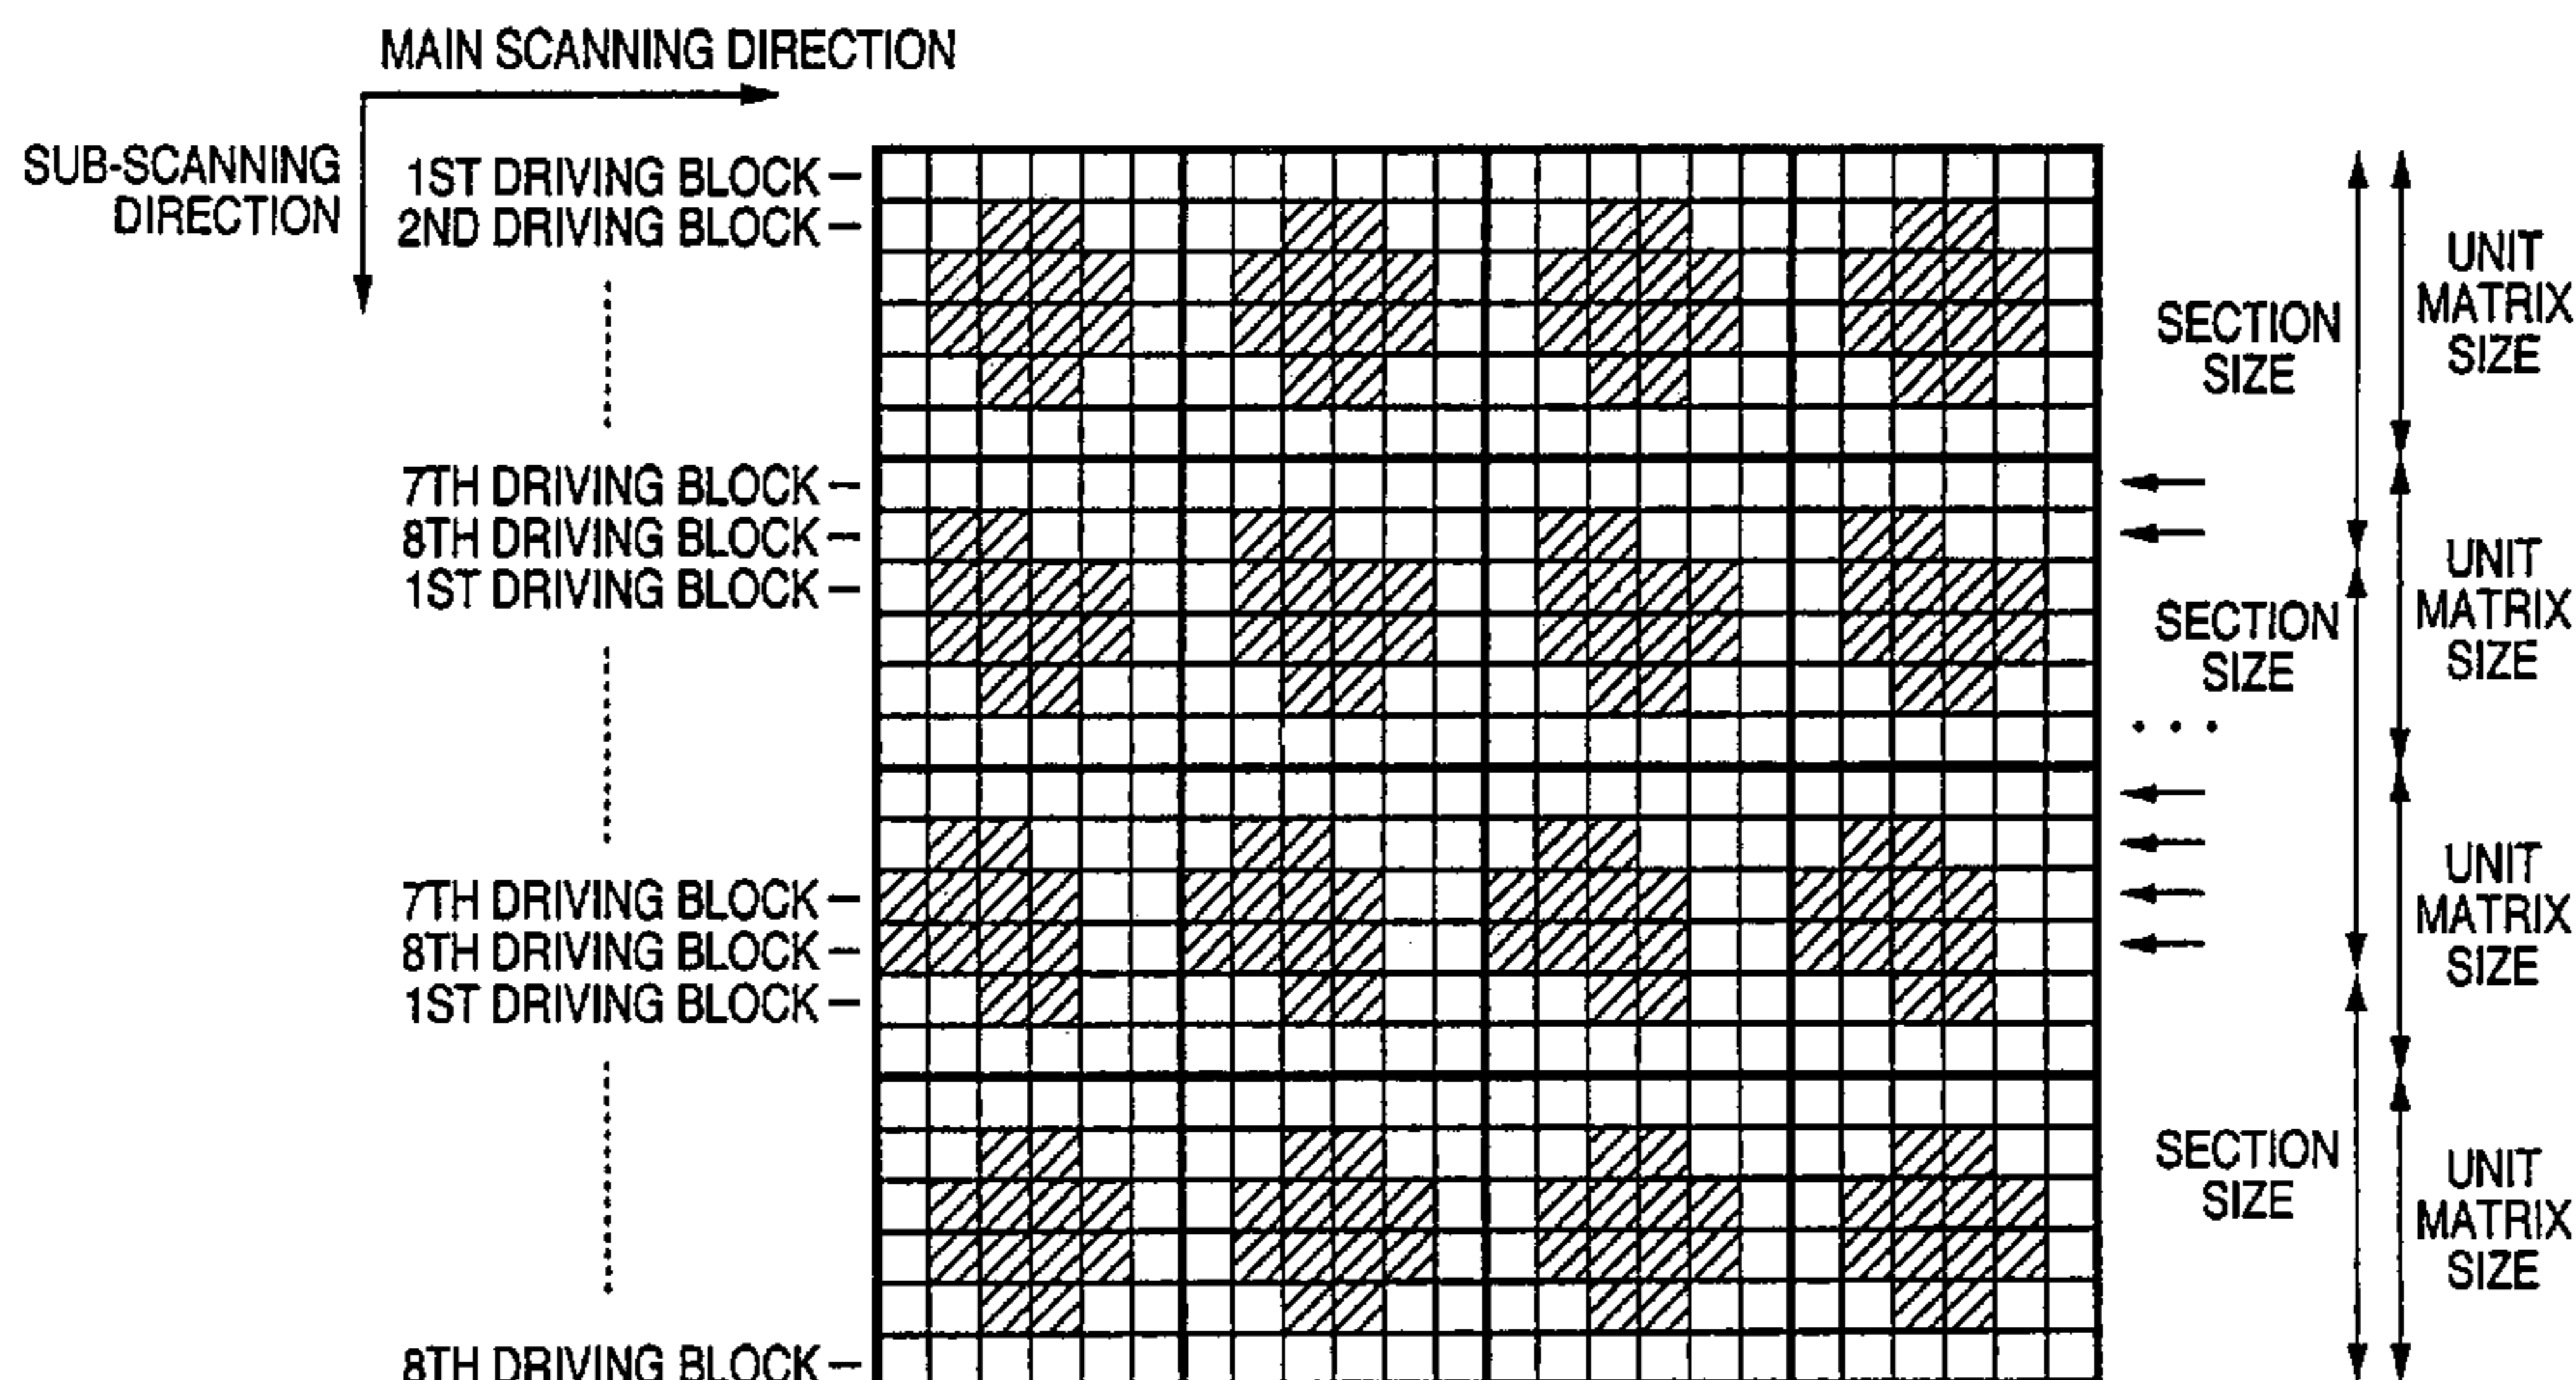 MAIN SCANNING DIRECTION
SUB-SCANNING
DIRECTION
1ST DRIVING BLOCK
2ND DRIVING BLOCK
7TH DRIVING BLOCK
8TH DRIVING BLOCK
1ST DRIVING BLOCK
7TH DRIVING BLOCK
8TH DRIVING BLOCK
1ST DRIVING BLOCK
8TH DRIVING BLOCK
SECTION
SIZE
SECTION
SIZE
SECTION
SIZE
UNIT
MATRIX
SIZE
UNIT
MATRIX
SIZE
UNIT
MATRIX
SIZE
UNIT
MATRIX
SIZE